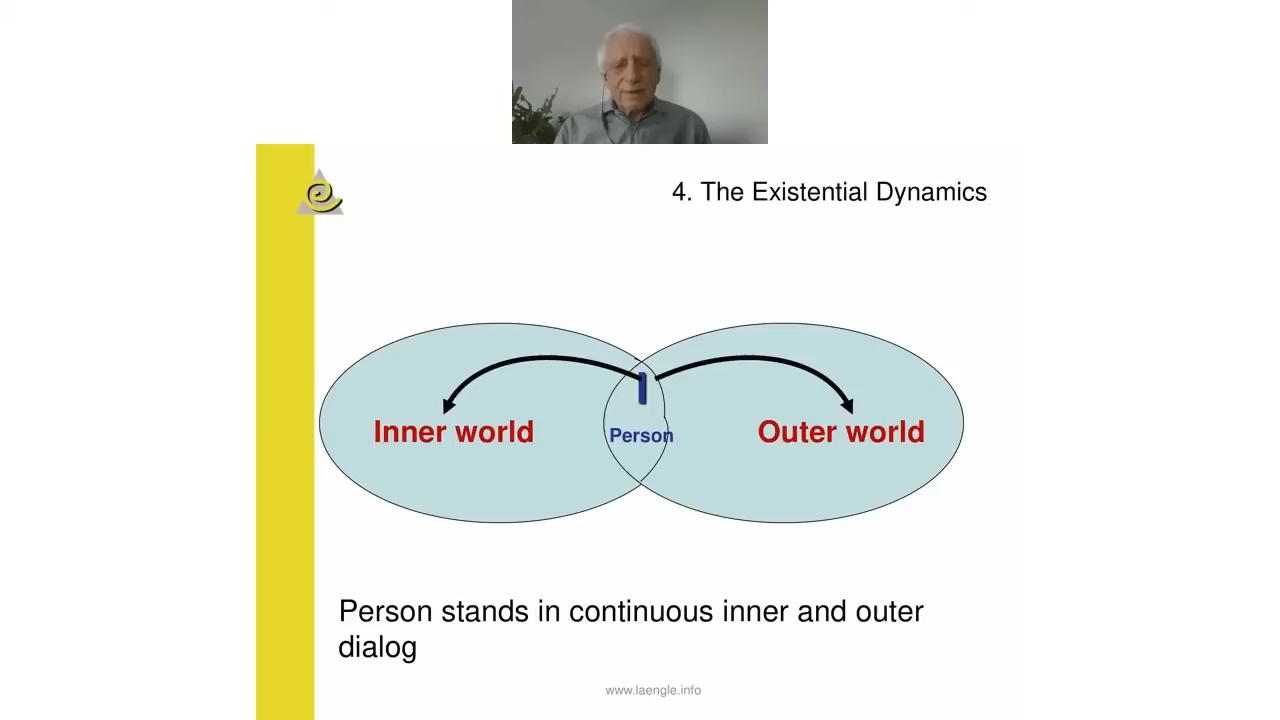 4. The Existential Dynamics
I
Inner world
Person
Outer world
Person stands in continuous inner and outer
dialog
www.laengle.info